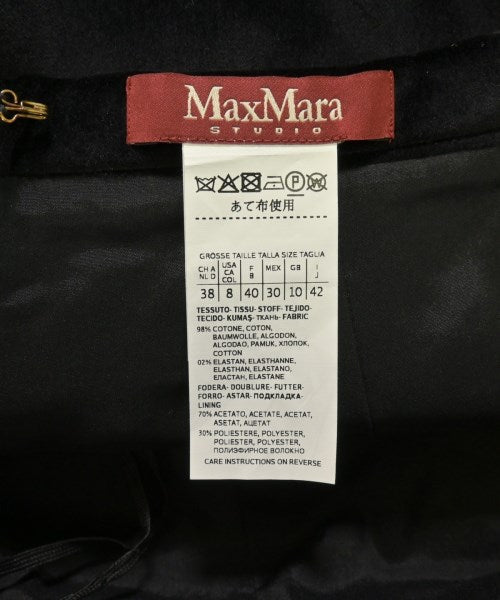 MaxMara
STUDIO
P W
あて布使用
GRÖSSE TAILLE TALLA SIZE TAGLIA
CH A NL D USA CA COL F B MEX GB I J
38 8 40 30 10 42
TESSUTO- TISSU- STOFF- TEJIDO-
TECIDO- KUMAŞ- ТКАНЬ- FABRIC
98% COTONE, COTON,
BAUMWOLLE, ALGODON,
ALGODAO, PAMUK, ХЛОПОК,
COTTON
02% ELASTAN, ELASTHANNE,
ELASTHAN, ELASTANO,
ЕЛАСТАН, ELASTANE
FODERA- DOUBLURE- FUTTER-
FORRO- ASTAR- ПОДКЛАДКА-
LINING
70% ACETATO, ACETATE, ACETAT,
ASETAT, АЦЕТАТ
30% POLIESTERE, POLYESTER,
POLIESTER, POLYESTER,
ПОЛИЭФИРНОЕ ВОЛОКНО
CARE INSTRUCTIONS ON REVERSE